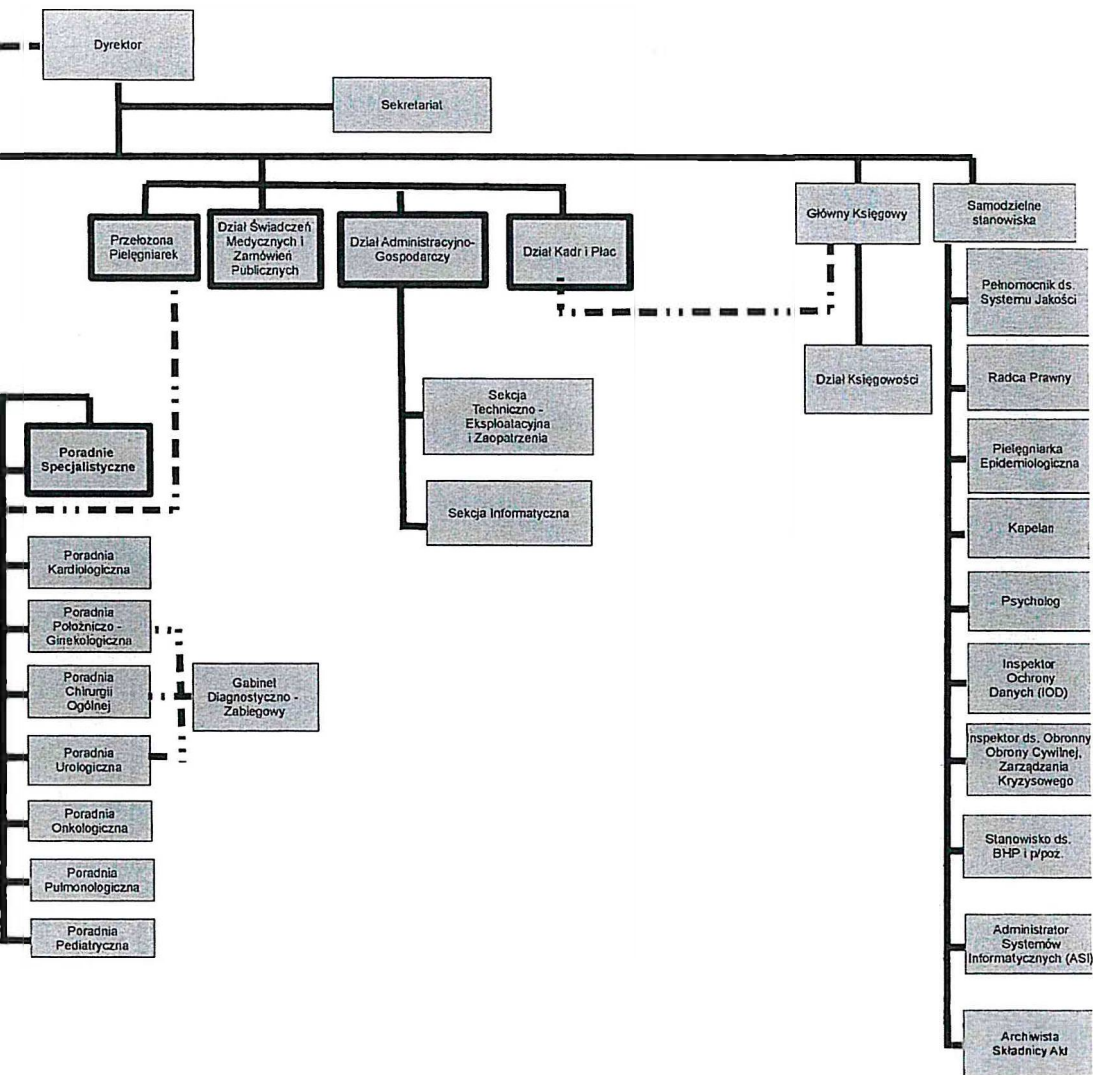 Dyrektor
Sekretariat
Przełożona
Pielęgniarek
Dział Świadczeń
Medycznych i
Zamówień
Publicznych
Dział Administracyjno-
Gospodarczy
Dział Kadr i Płac
Główny Księgowy
Samodzielne
stanowiska
Sekcja
Techniczno -
Eksploatacyjna
i Zaopatrzenia
Sekcja Informatyczna
Dział Księgowości
Pełnomocnik ds.
Systemu Jakości
Radca Prawny
Pielęgniarka
Epidemiologiczna
Kapelan
Psycholog
Inspektor
Ochrony
Danych (IOD)
Inspektor ds. Obronny
Obrony Cywilnej,
Zarządzania
Kryzysowego
Stanowisko ds.
BHP i p/poż.
Administrator
Systemów
Informatycznych (ASI)
Archiwista
Składnicy Akt
Poradnie
Specjalistyczne
Poradnia
Kardiologiczna
Poradnia
Położniczo -
Ginekologiczna
Poradnia
Chirurgii
Ogólnej
Poradnia
Urologiczna
Poradnia
Onkologiczna
Poradnia
Pulmonologiczna
Poradnia
Pediatryczna
Gabinet
Diagnostyczno -
Zabiegowy